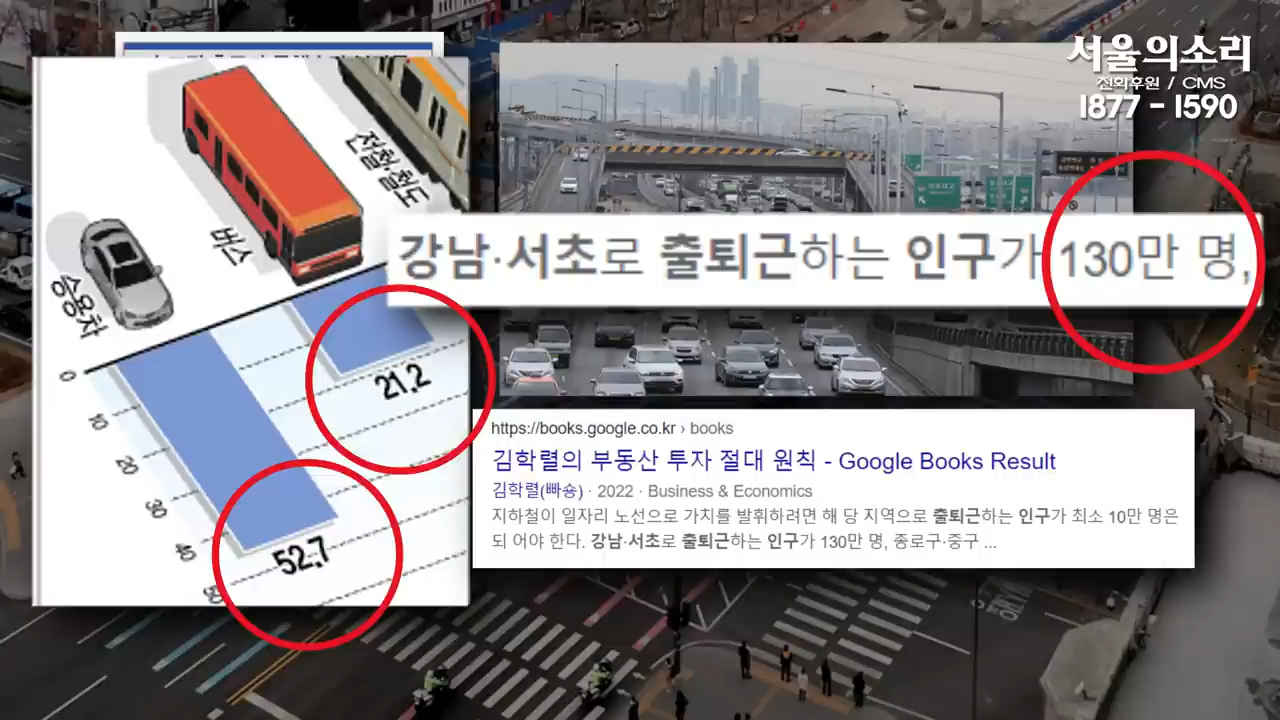 서울의소리
전화후원 / CMS
1877 - 1590
전철·철도
버스
승용차
0
10
20
30
40
50
21.2
52.7
강남·서초로 출퇴근하는 인구가 130만 명,
https://books.google.co.kr › books
김학렬의 부동산 투자 절대 원칙 - Google Books Result
김학렬(빠숑) · 2022 · Business & Economics
지하철이 일자리 노선으로 가치를 발휘하려면 해 당 지역으로 출퇴근하는 인구가 최소 10만 명은
되 어야 한다. 강남·서초로 출퇴근하는 인구가 130만 명, 종로구·중구 ...